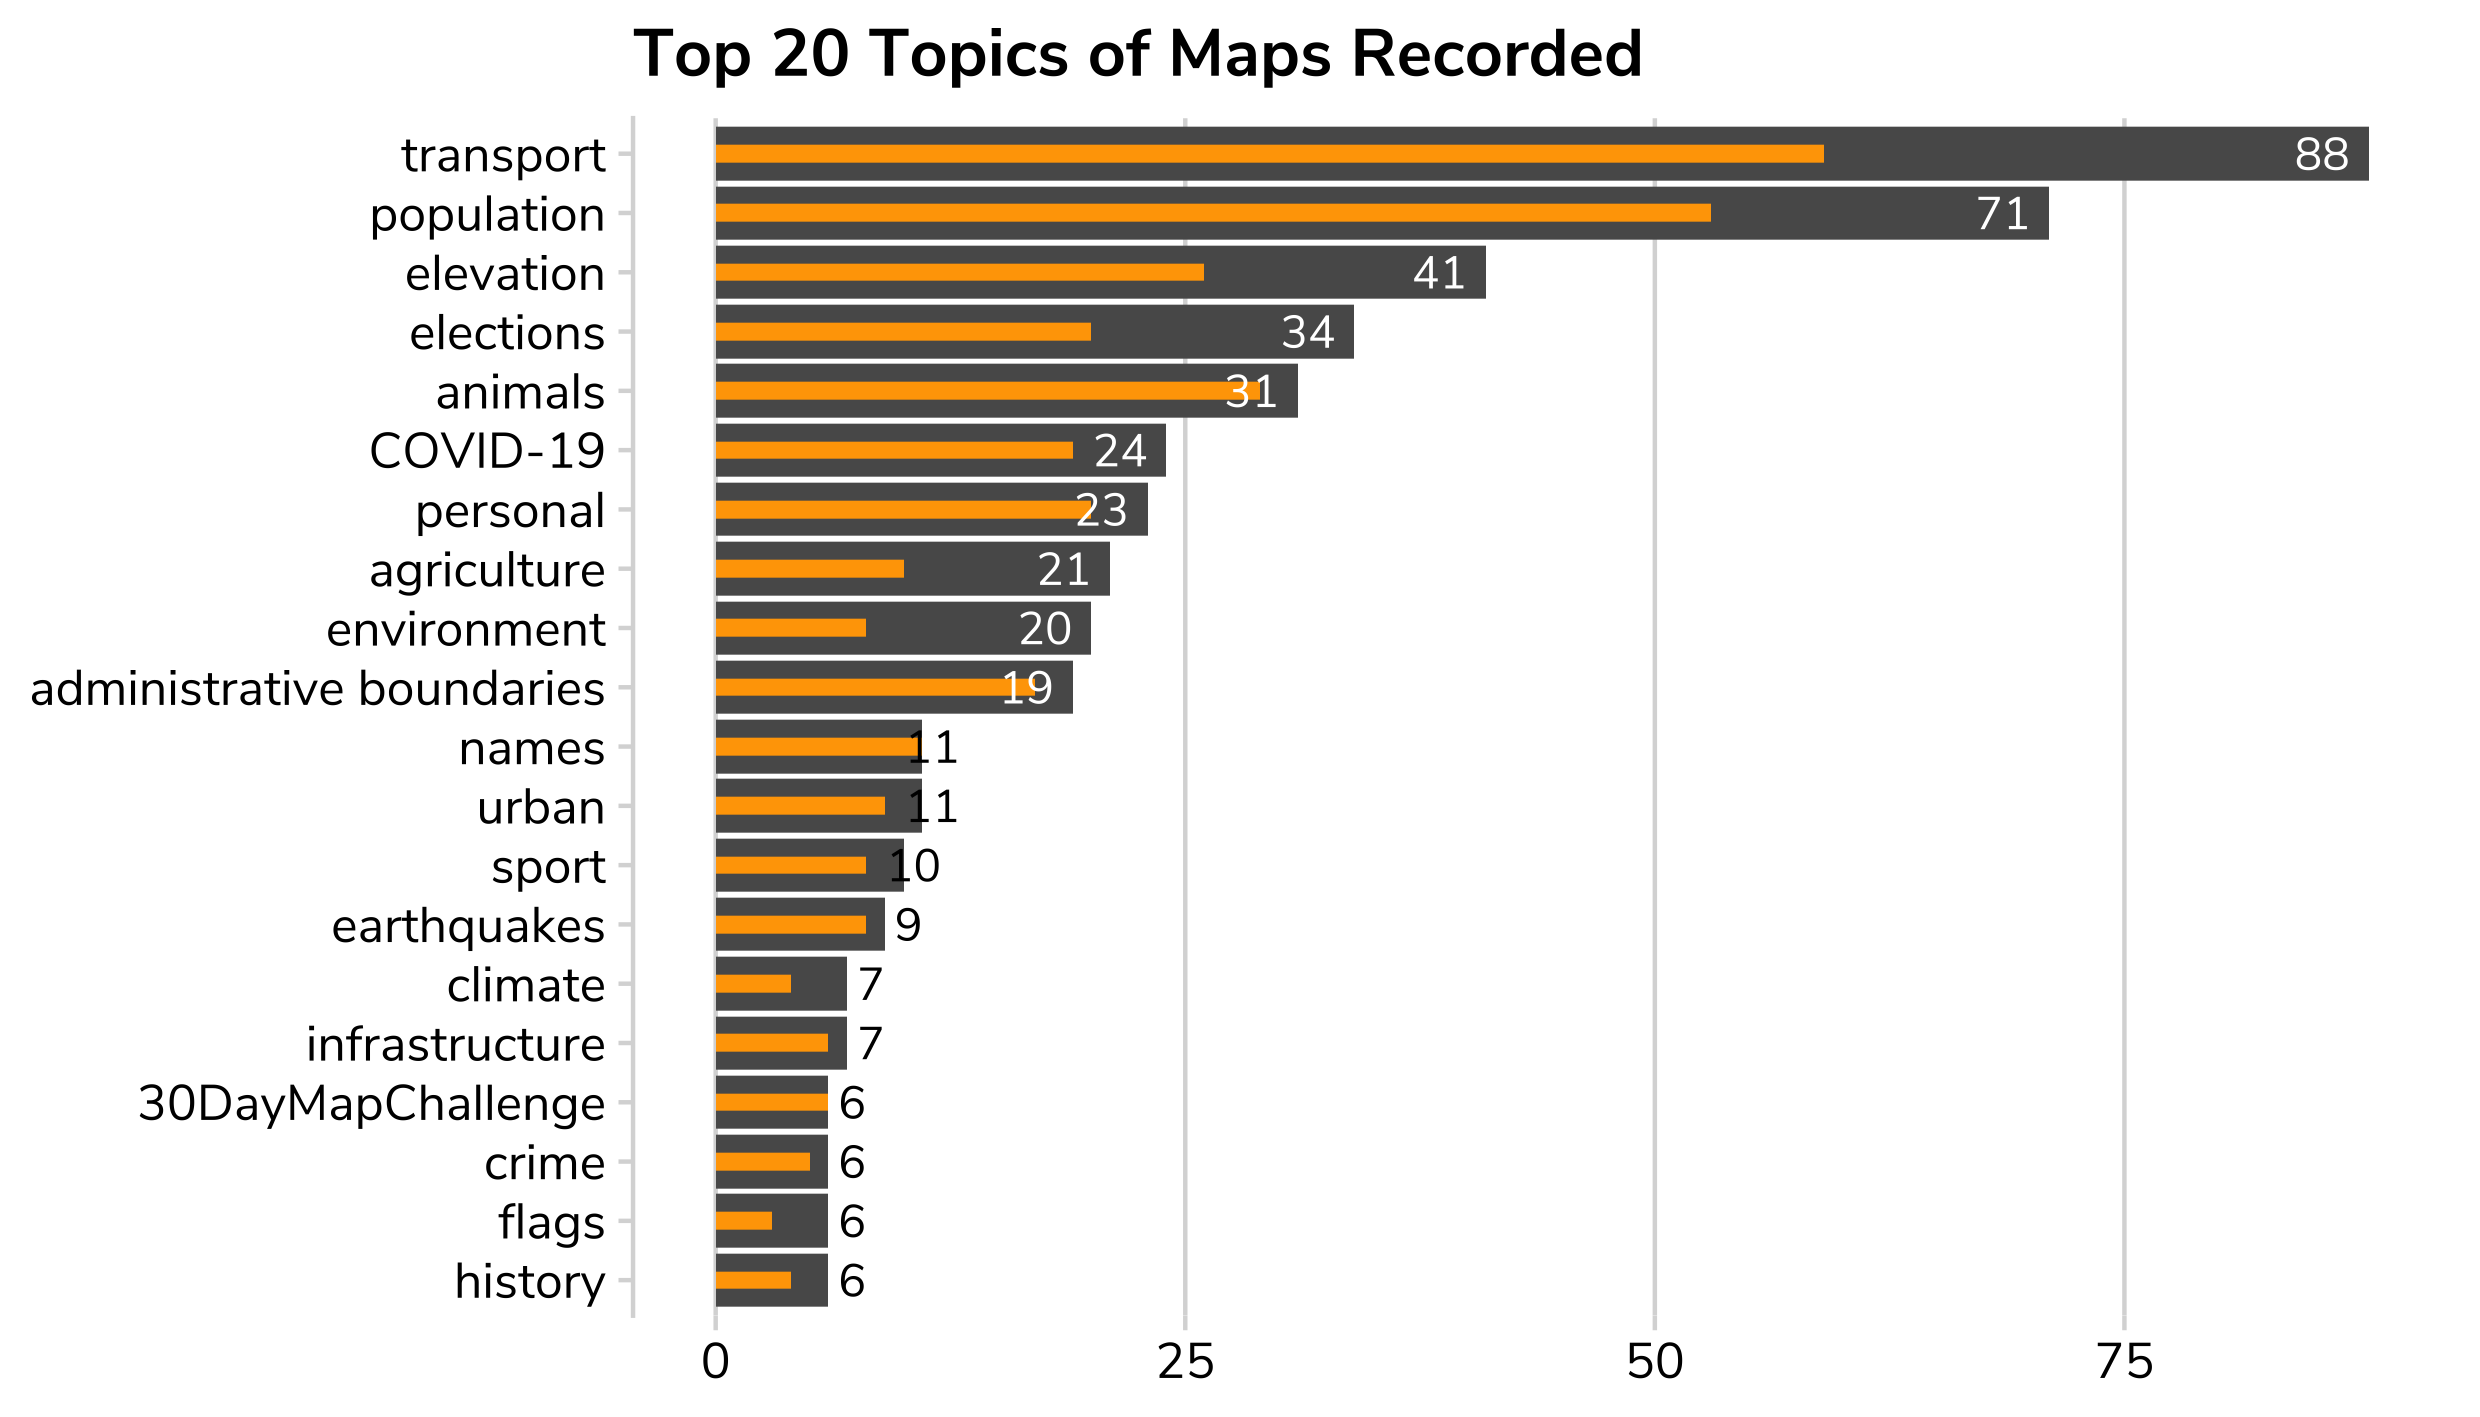 Top 20 Topics of Maps Recorded
transport 88
population 71
elevation 41
elections 34
animals 31
COVID-19 24
personal 23
agriculture 21
environment 20
administrative boundaries 19
names 11
urban 11
sport 10
earthquakes 9
climate 7
infrastructure 7
30DayMapChallenge 6
crime 6
flags 6
history 6
0 25 50 75